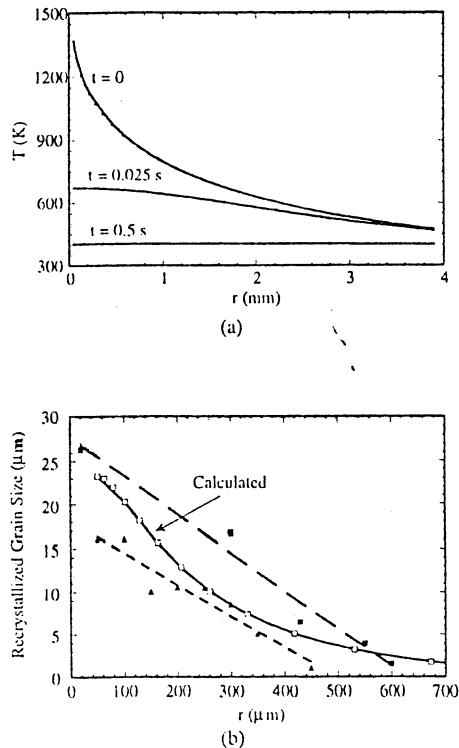 1500
1200
900
600
300
T (K)
t = 0
t = 0.025 s
t = 0.5 s
0
1
2
3
4
r (mm)
(a)
30
25
20
15
10
5
0
Recrystallized Grain Size (μm)
Calculated
0
100
200
300
400
500
600
700
r (μm)
(b)